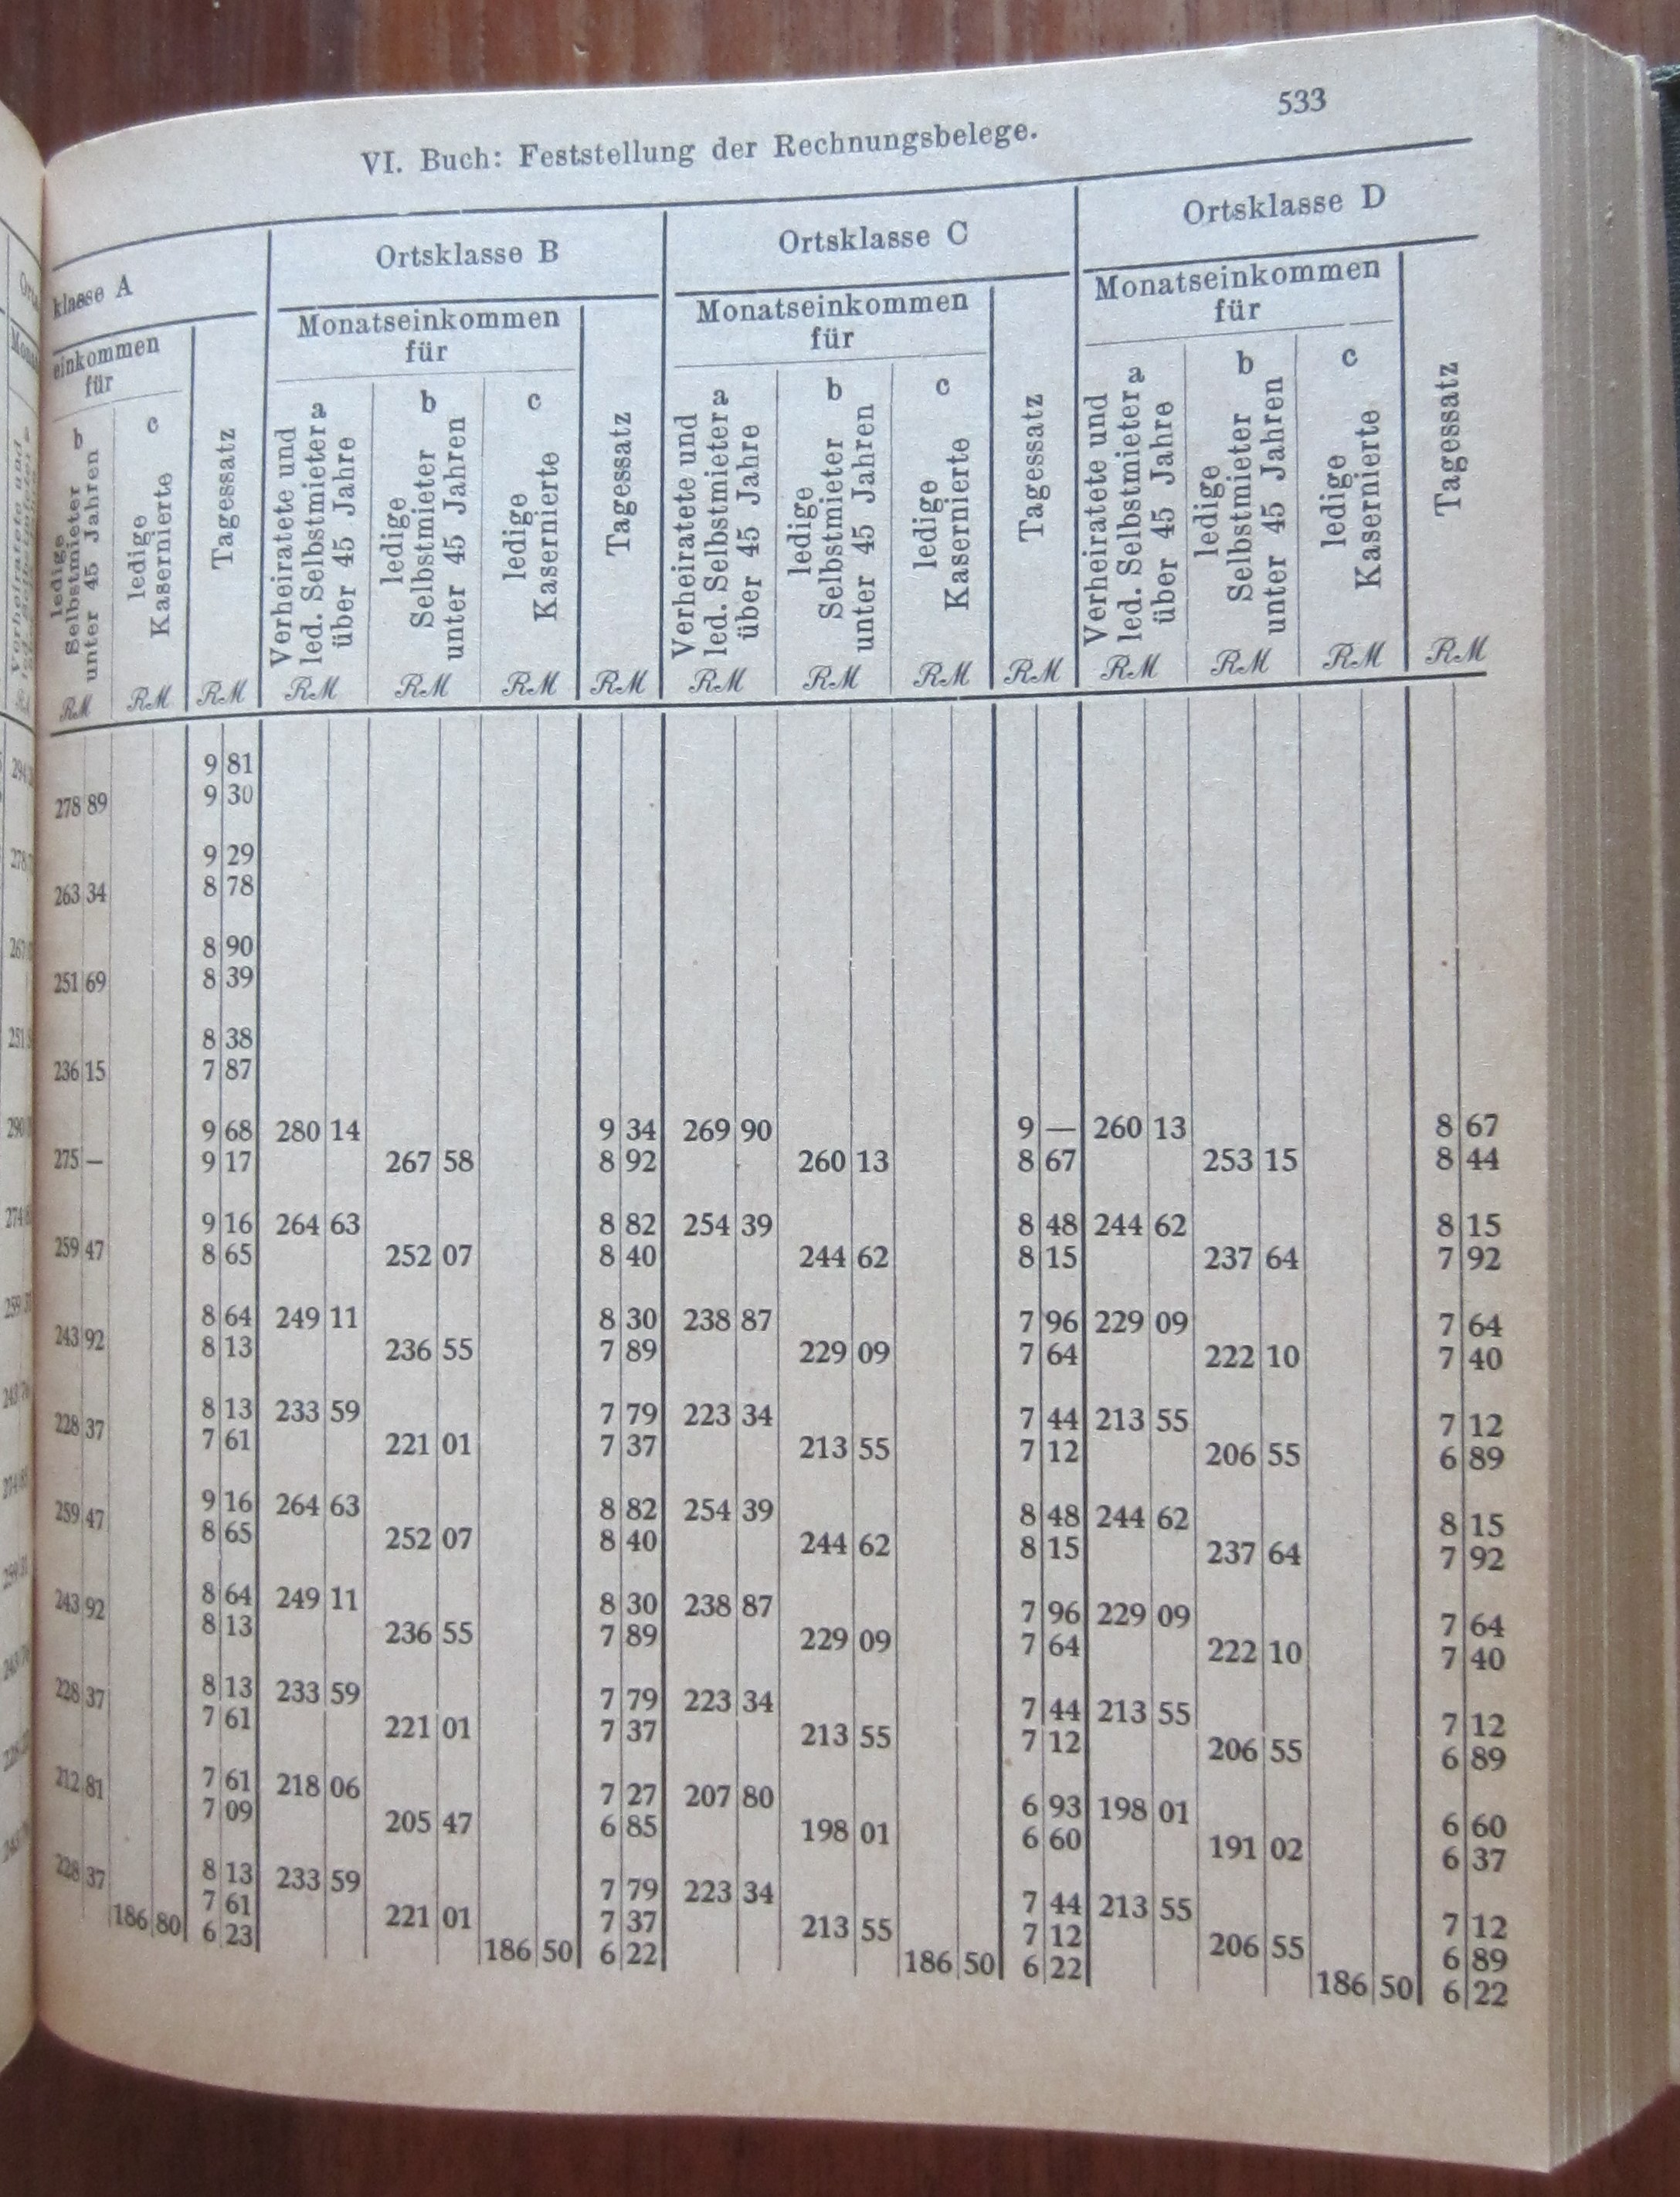 533
VI. Buch: Feststellung der Rechnungsbelege.
klasse A
Ortsklasse B
Ortsklasse C
Ortsklasse D
einkommen für
Monatseinkommen für
Monatseinkommen für
Monatseinkommen für
b ledige Selbstmieter unter 45 Jahren
c ledige Kasernierte
Tagessatz
a Verheiratete und led. Selbstmieter über 45 Jahre
b ledige Selbstmieter unter 45 Jahren
c ledige Kasernierte
Tagessatz
a Verheiratete und led. Selbstmieter über 45 Jahre
b ledige Selbstmieter unter 45 Jahren
c ledige Kasernierte
Tagessatz
a Verheiratete und led. Selbstmieter über 45 Jahre
b ledige Selbstmieter unter 45 Jahren
c ledige Kasernierte
Tagessatz
RM RM RM RM RM RM RM RM RM RM RM RM RM RM RM
9 81
278 89 9 30
9 29
263 34 8 78
8 90
251 69 8 39
8 38
236 15 7 87
9 68 280 14 9 34 269 90 9 — 260 13 8 67
275 — 9 17 267 58 8 92 260 13 8 67 253 15 8 44
9 16 264 63 8 82 254 39 8 48 244 62 8 15
259 47 8 65 252 07 8 40 244 62 8 15 237 64 7 92
8 64 249 11 8 30 238 87 7 96 229 09 7 64
243 92 8 13 236 55 7 89 229 09 7 64 222 10 7 40
8 13 233 59 7 79 223 34 7 44 213 55 7 12
228 37 7 61 221 01 7 37 213 55 7 12 206 55 6 89
9 16 264 63 8 82 254 39 8 48 244 62 8 15
259 47 8 65 252 07 8 40 244 62 8 15 237 64 7 92
8 64 249 11 8 30 238 87 7 96 229 09 7 64
243 92 8 13 236 55 7 89 229 09 7 64 222 10 7 40
8 13 233 59 7 79 223 34 7 44 213 55 7 12
228 37 7 61 221 01 7 37 213 55 7 12 206 55 6 89
7 61 218 06 7 27 207 80 6 93 198 01 6 60
212 81 7 09 205 47 6 85 198 01 6 60 191 02 6 37
8 13 233 59 7 79 223 34 7 44 213 55 7 12
228 37 7 61 221 01 7 37 213 55 7 12 206 55 6 89
186 80 6 23 186 50 6 22 186 50 6 22 186 50 6 22